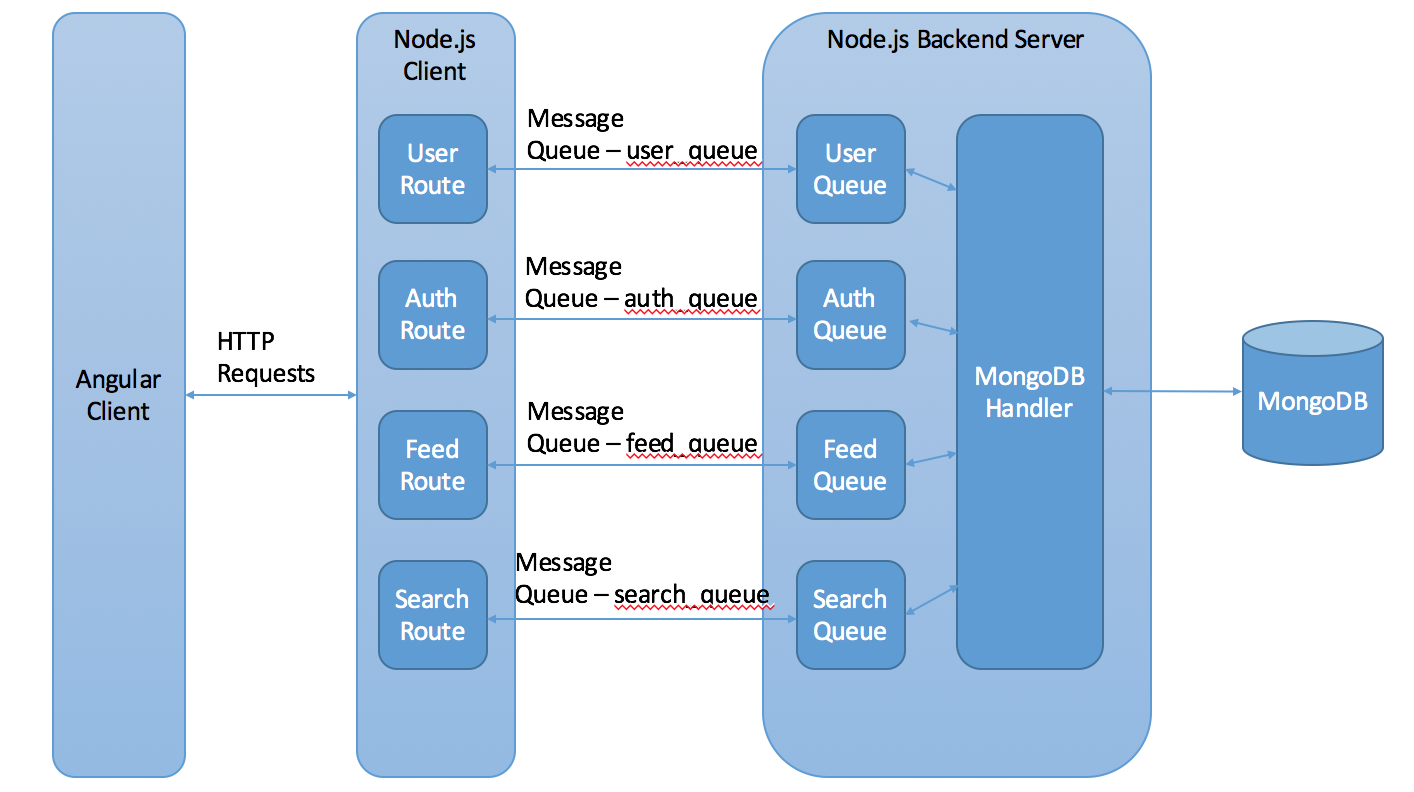 Angular
Client
HTTP
Requests
Node.js
Client
User
Route
Auth
Route
Feed
Route
Search
Route
Message
Queue – user_queue
Message
Queue – auth_queue
Message
Queue – feed_queue
Message
Queue – search_queue
Node.js Backend Server
User
Queue
Auth
Queue
Feed
Queue
Search
Queue
MongoDB
Handler
MongoDB